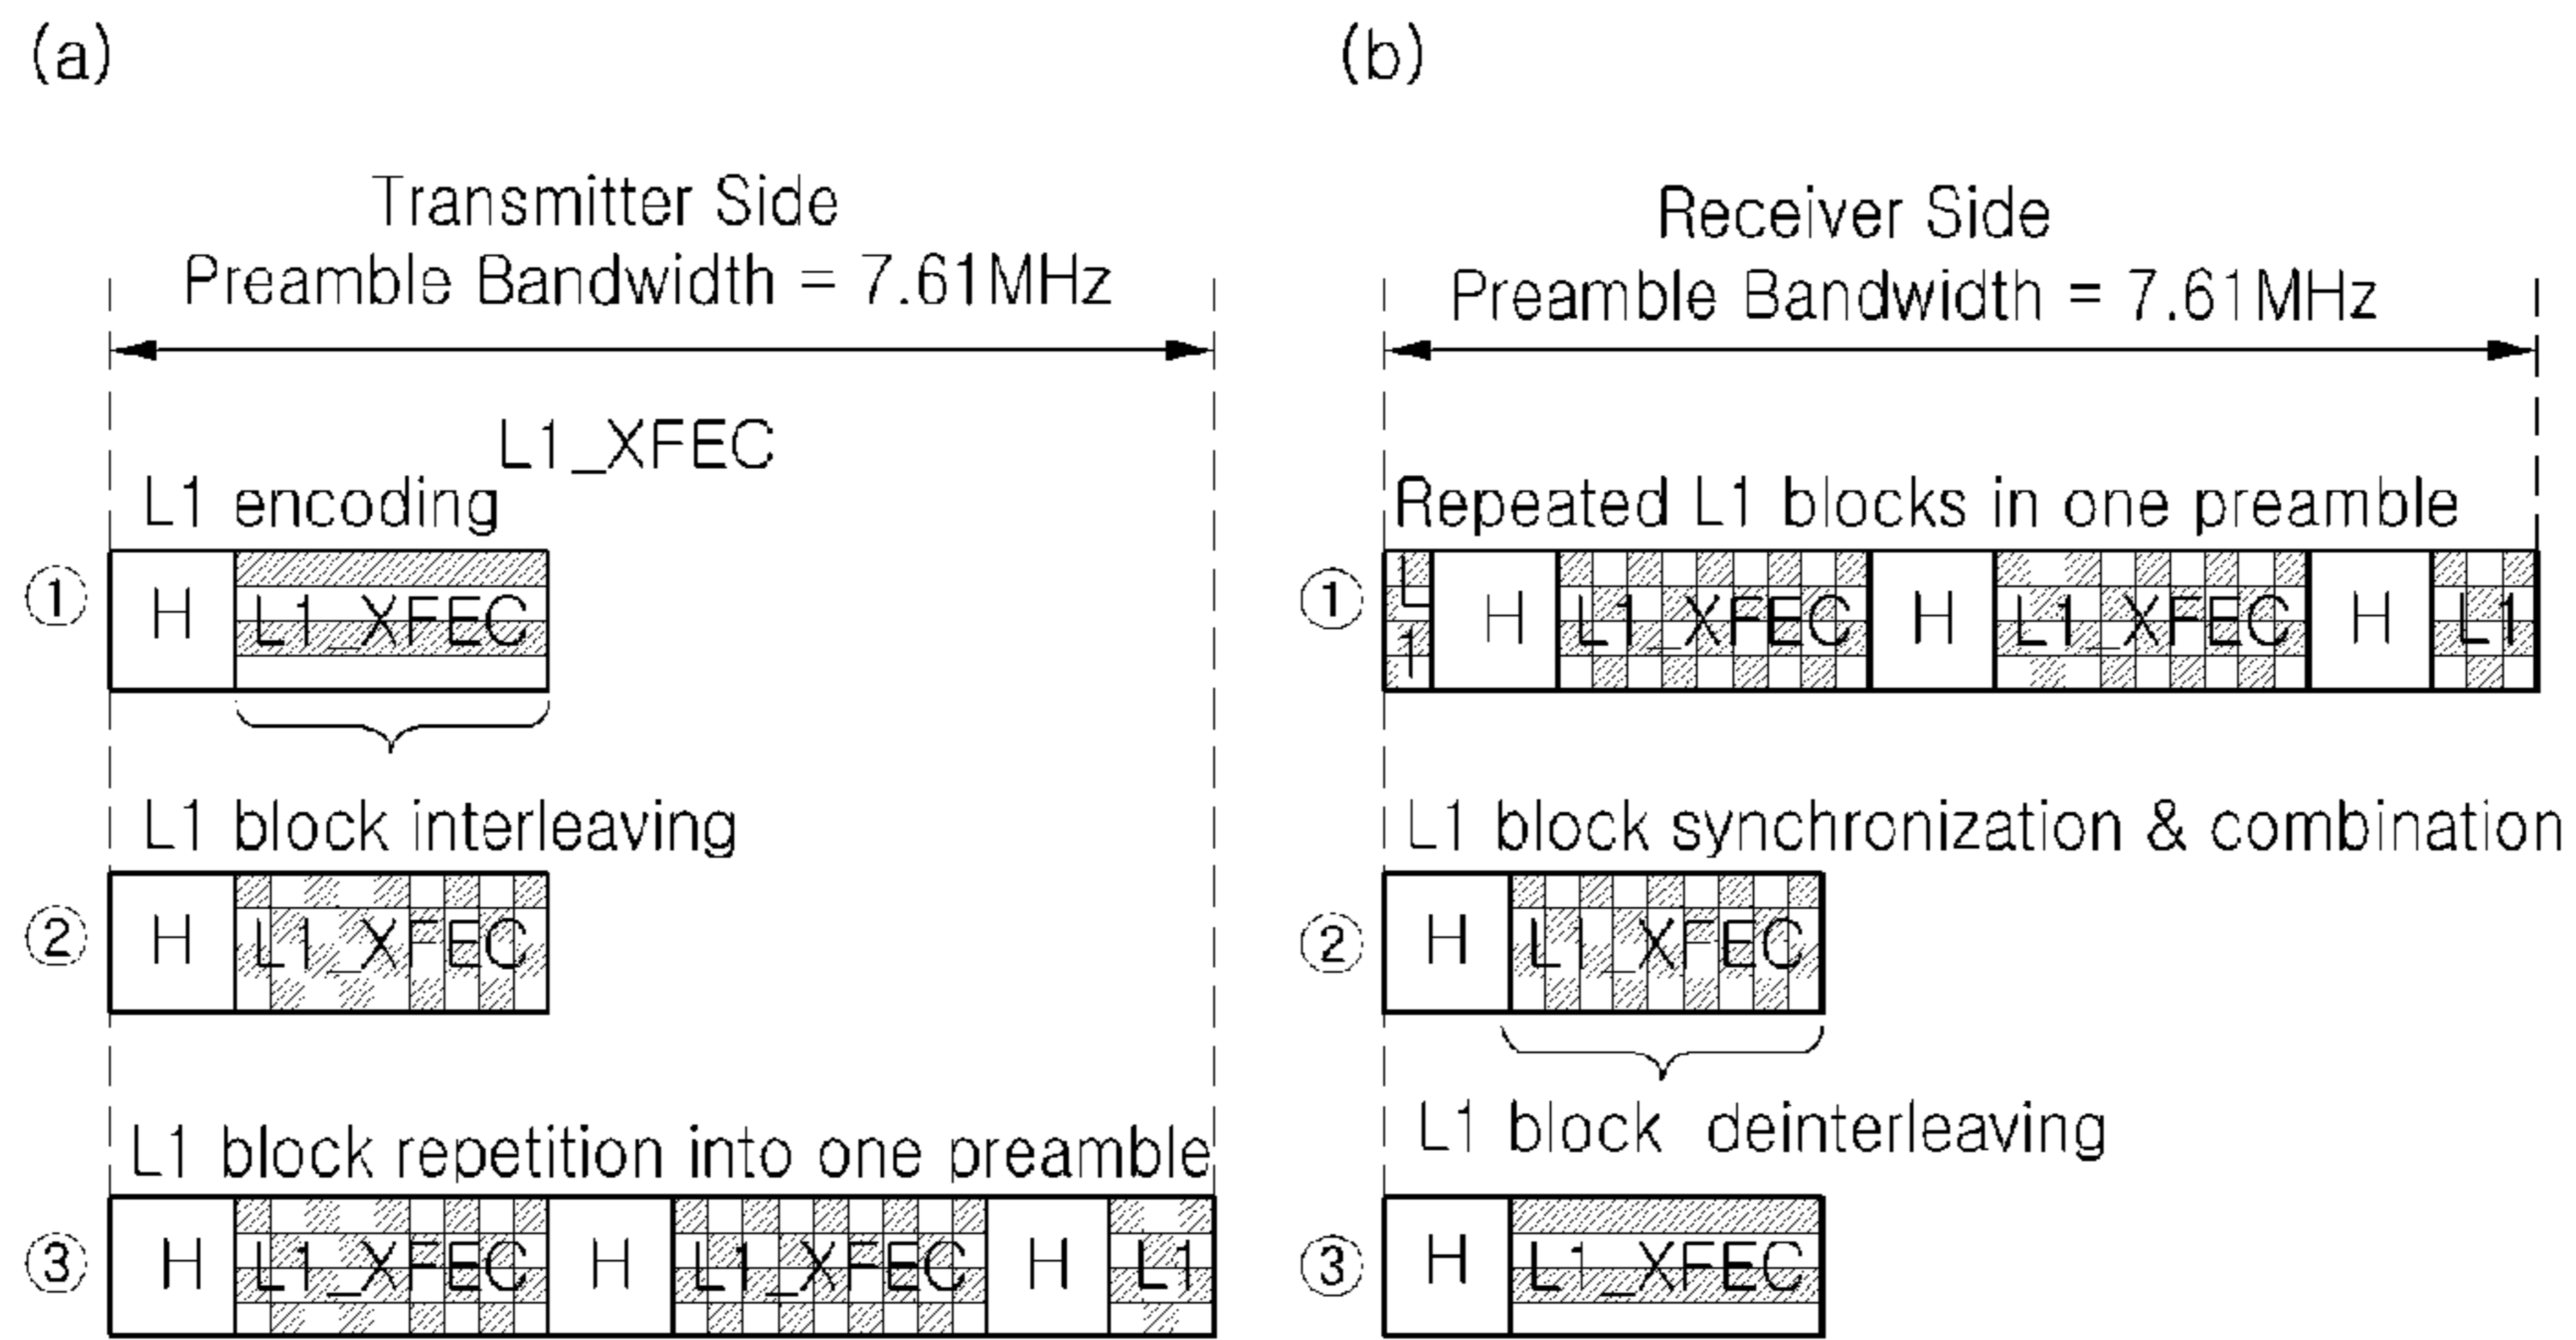 (a)
Transmitter Side
Preamble Bandwidth = 7.61MHz
L1_XFEC
L1 encoding
① H L1_XFEC
L1 block interleaving
② H L1_XFEC
L1 block repetition into one preamble
③ H L1_XFEC H L1_XFEC H L1
(b)
Receiver Side
Preamble Bandwidth = 7.61MHz
Repeated L1 blocks in one preamble
① L1 H L1_XFEC H L1_XFEC H L1
L1 block synchronization & combination
② H L1_XFEC
L1 block deinterleaving
③ H L1_XFEC